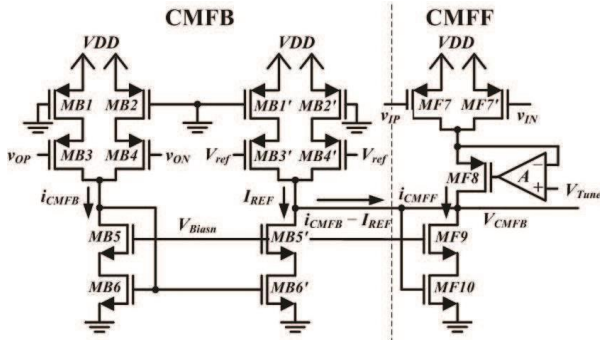 CMFB
CMFF
VDD
VDD
VDD
MB1
MB2
MB1'
MB2'
MF7
MF7'
vIP
vIN
vOP
MB3
MB4
vON
Vref
MB3'
MB4'
Vref
MF8
A
−
+
VTune
iCMFB
IREF
iCMFF
VCMFB
iCMFB − IREF
VBiasn
MB5
MB5'
MF9
MB6
MB6'
MF10